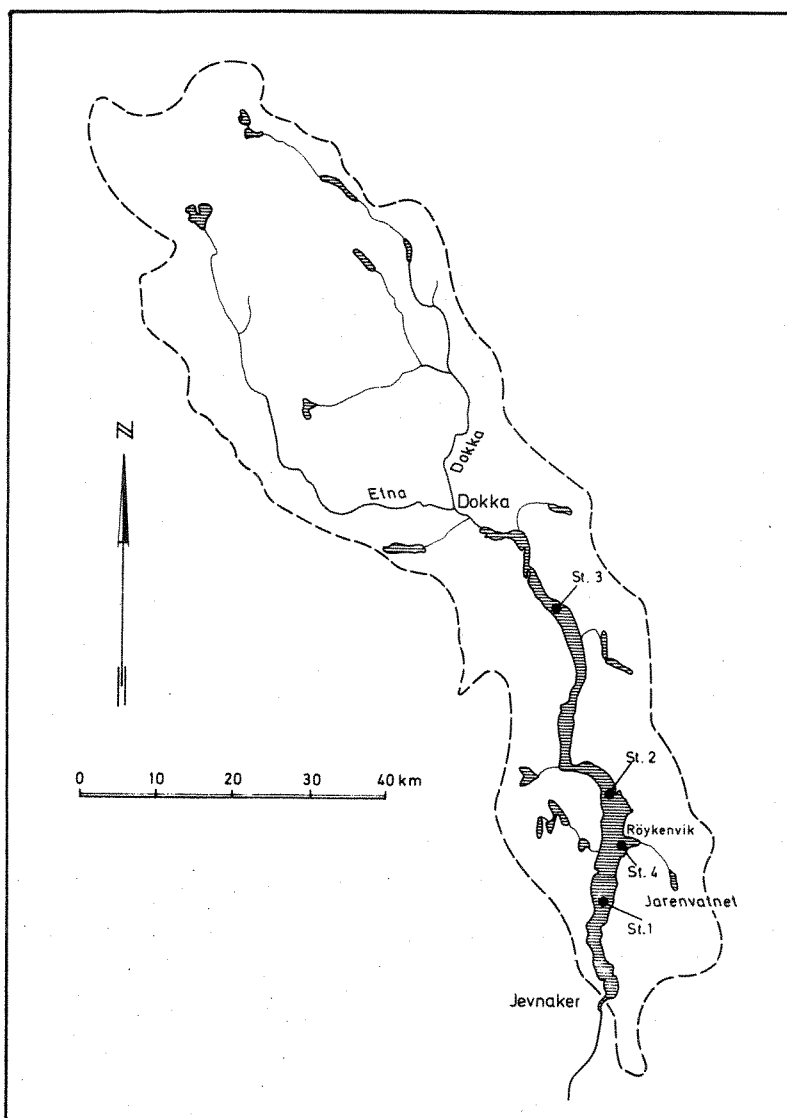 Dokka
Etna
Dokka
St. 3
N
0 10 20 30 40 km
St. 2
Röykenvik
St. 4
Jarenvatnet
St. 1
Jevnaker